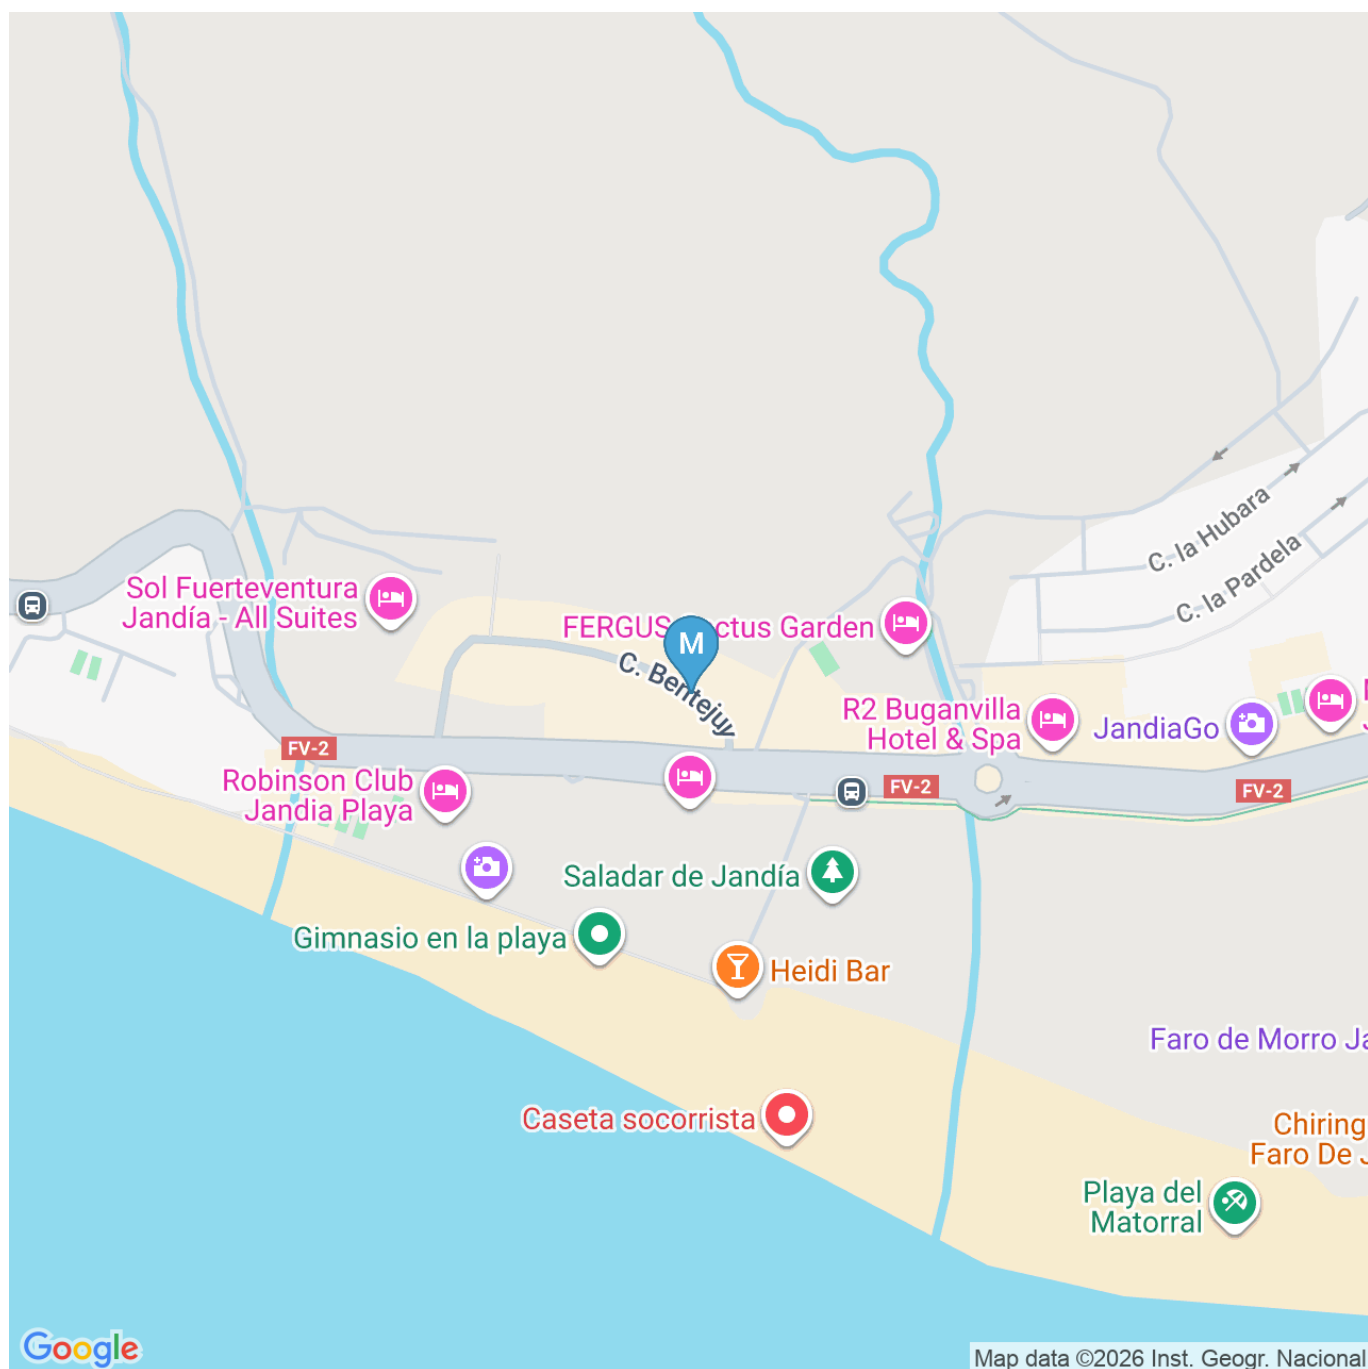 C. la Hubara
C. la Pardela
Sol Fuerteventura
Jandía - All Suites
FERGUS
Garden
M
C. Bentejuy
R2 Buganvilla
Hotel & Spa
JandiaGo
FV-2
Robinson Club
Jandia Playa
FV-2
FV-2
Saladar de Jandía
Gimnasio en la playa
Heidi Bar
Faro de Morro
Caseta socorrista
Chiring
Faro De
Playa del
Matorral
Google
Map data ©2026 Inst. Geogr. Nacional